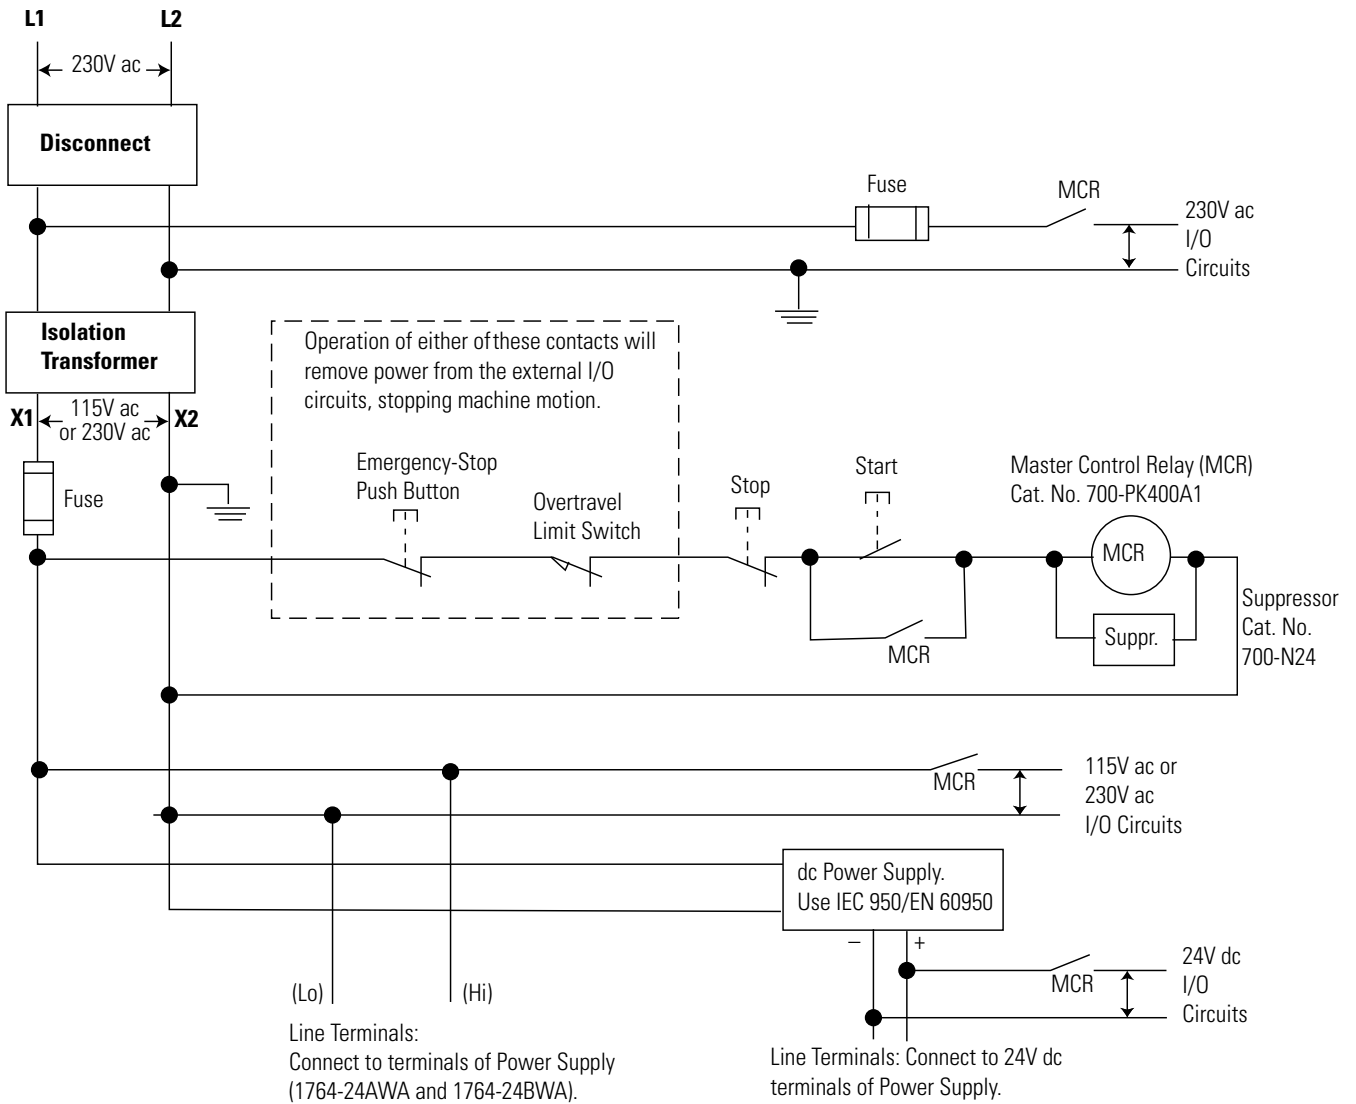 L1
L2
230V ac
Disconnect
Fuse
MCR
230V ac
I/O
Circuits
Isolation
Transformer
Operation of either of these contacts will
remove power from the external I/O
circuits, stopping machine motion.
X1
115V ac
or 230V ac
X2
Fuse
Emergency-Stop
Push Button
Overtravel
Limit Switch
Stop
Start
Master Control Relay (MCR)
Cat. No. 700-PK400A1
MCR
MCR
Suppr.
Suppressor
Cat. No.
700-N24
MCR
115V ac or
230V ac
I/O Circuits
dc Power Supply.
Use IEC 950/EN 60950
– +
MCR
24V dc
I/O
Circuits
(Lo)
(Hi)
Line Terminals:
Connect to terminals of Power Supply
(1764-24AWA and 1764-24BWA).
Line Terminals: Connect to 24V dc
terminals of Power Supply.